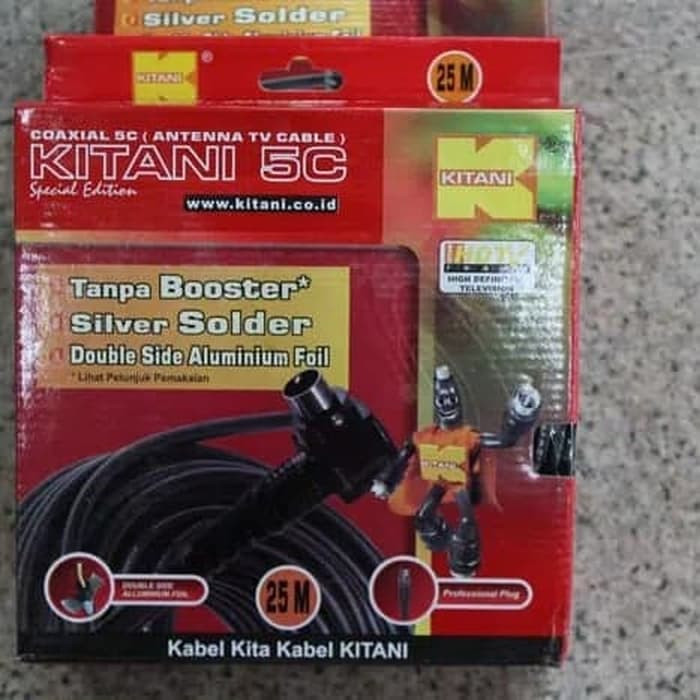 Silver Solder
KITANI
25 M
COAXIAL 5C ( ANTENNA TV CABLE )
KITANI 5C
Special Edition
www.kitani.co.id
KITANI
HDTV
HIGH DEFINITION
TELEVISION
Tanpa Booster*
Silver Solder
Double Side Aluminium Foil
* Lihat Petunjuk Pemakaian
KITANI
DOUBLE SIDE
ALLUMINIUM FOIL
25 M
Professional Plug
Kabel Kita Kabel KITANI